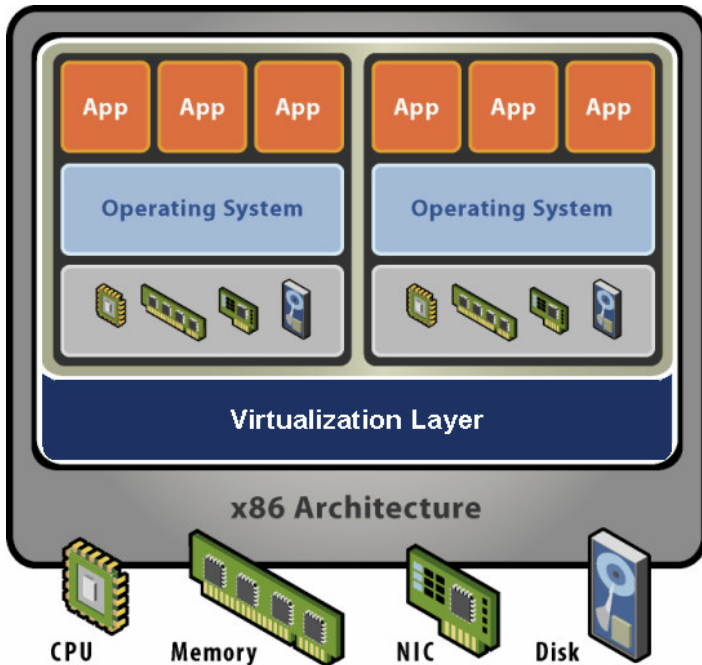 App App App App App App
Operating System Operating System
Virtualization Layer
x86 Architecture
CPU Memory NIC Disk